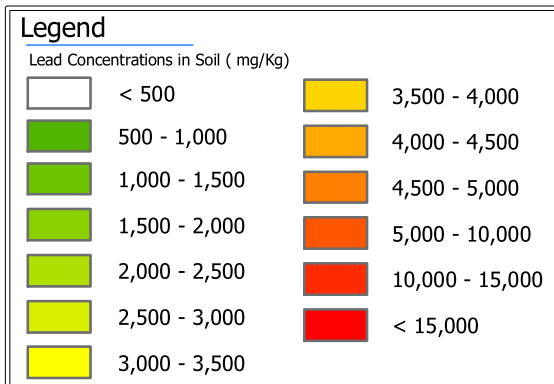 Legend
Lead Concentrations in Soil ( mg/Kg)
< 500
500 - 1,000
1,000 - 1,500
1,500 - 2,000
2,000 - 2,500
2,500 - 3,000
3,000 - 3,500
3,500 - 4,000
4,000 - 4,500
4,500 - 5,000
5,000 - 10,000
10,000 - 15,000
< 15,000